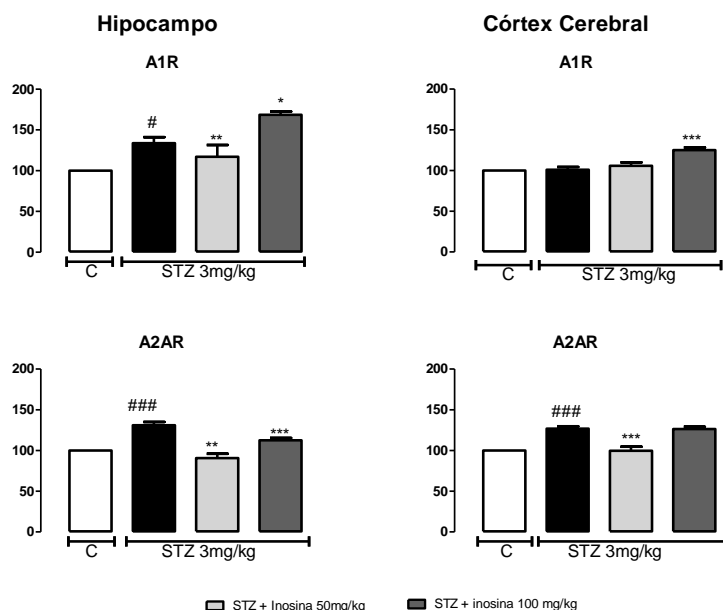 Hipocampo
Córtex Cerebral
A1R
200
150
100
50
0
#
**
*
C
STZ 3mg/kg
A1R
200
150
100
50
0
***
C
STZ 3mg/kg
A2AR
200
150
100
50
0
###
**
***
C
STZ 3mg/kg
A2AR
200
150
100
50
0
###
***
C
STZ 3mg/kg
STZ + Inosina 50mg/kg
STZ + inosina 100 mg/kg